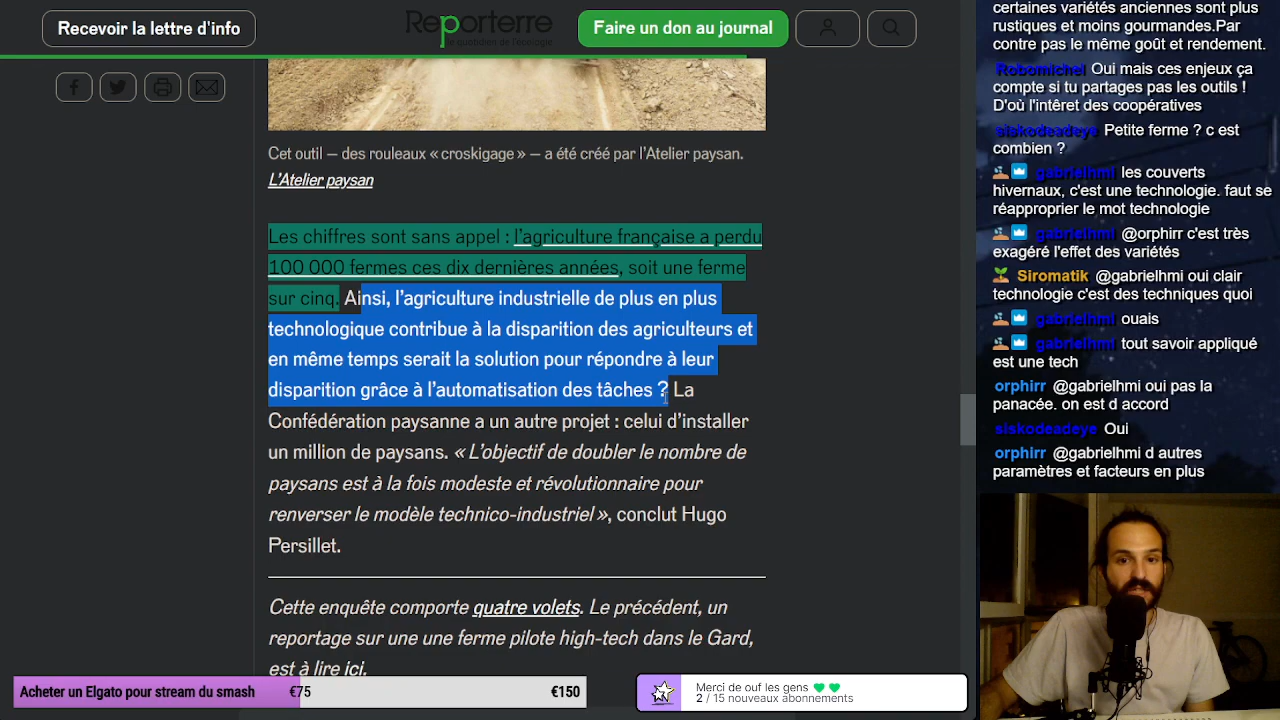 Recevoir la lettre d'info
Reporterre
le quotidien de l'écologie
Faire un don au journal
Cet outil — des rouleaux « croskigage » — a été créé par l'Atelier paysan.
L'Atelier paysan
Les chiffres sont sans appel : l'agriculture française a perdu
100 000 fermes ces dix dernières années, soit une ferme
sur cinq. Ainsi, l'agriculture industrielle de plus en plus
technologique contribue à la disparition des agriculteurs et
en même temps serait la solution pour répondre à leur
disparition grâce à l'automatisation des tâches ? La
Confédération paysanne a un autre projet : celui d'installer
un million de paysans. « L'objectif de doubler le nombre de
paysans est à la fois modeste et révolutionnaire pour
renverser le modèle technico-industriel », conclut Hugo
Persillet.
Cette enquête comporte quatre volets. Le précédent, un
reportage sur une une ferme pilote high-tech dans le Gard,
est à lire ici.
Acheter un Elgato pour stream du smash €75 €150
Merci de ouf les gens
2 / 15 nouveaux abonnements
certaines variétés anciennes sont plus
rustiques et moins gourmandes.Par
contre pas le même goût et rendement.
Robomichel Oui mais ces enjeux ça
compte si tu partages pas les outils !
D'où l'intêret des coopératives
siskodeadeye Petite ferme ? c est
combien ?
gabrielhmi les couverts
hivernaux, c'est une technologie. faut se
réapproprier le mot technologie
gabrielhmi @orphirr c'est très
exagéré l'effet des variétés
Siromatik @gabrielhmi oui clair
technologie c'est des techniques quoi
gabrielhmi ouais
gabrielhmi tout savoir appliqué
est une tech
orphirr @gabrielhmi oui pas la
panacée. on est d accord
siskodeadeye Oui
orphirr @gabrielhmi d autres
paramètres et facteurs en plus